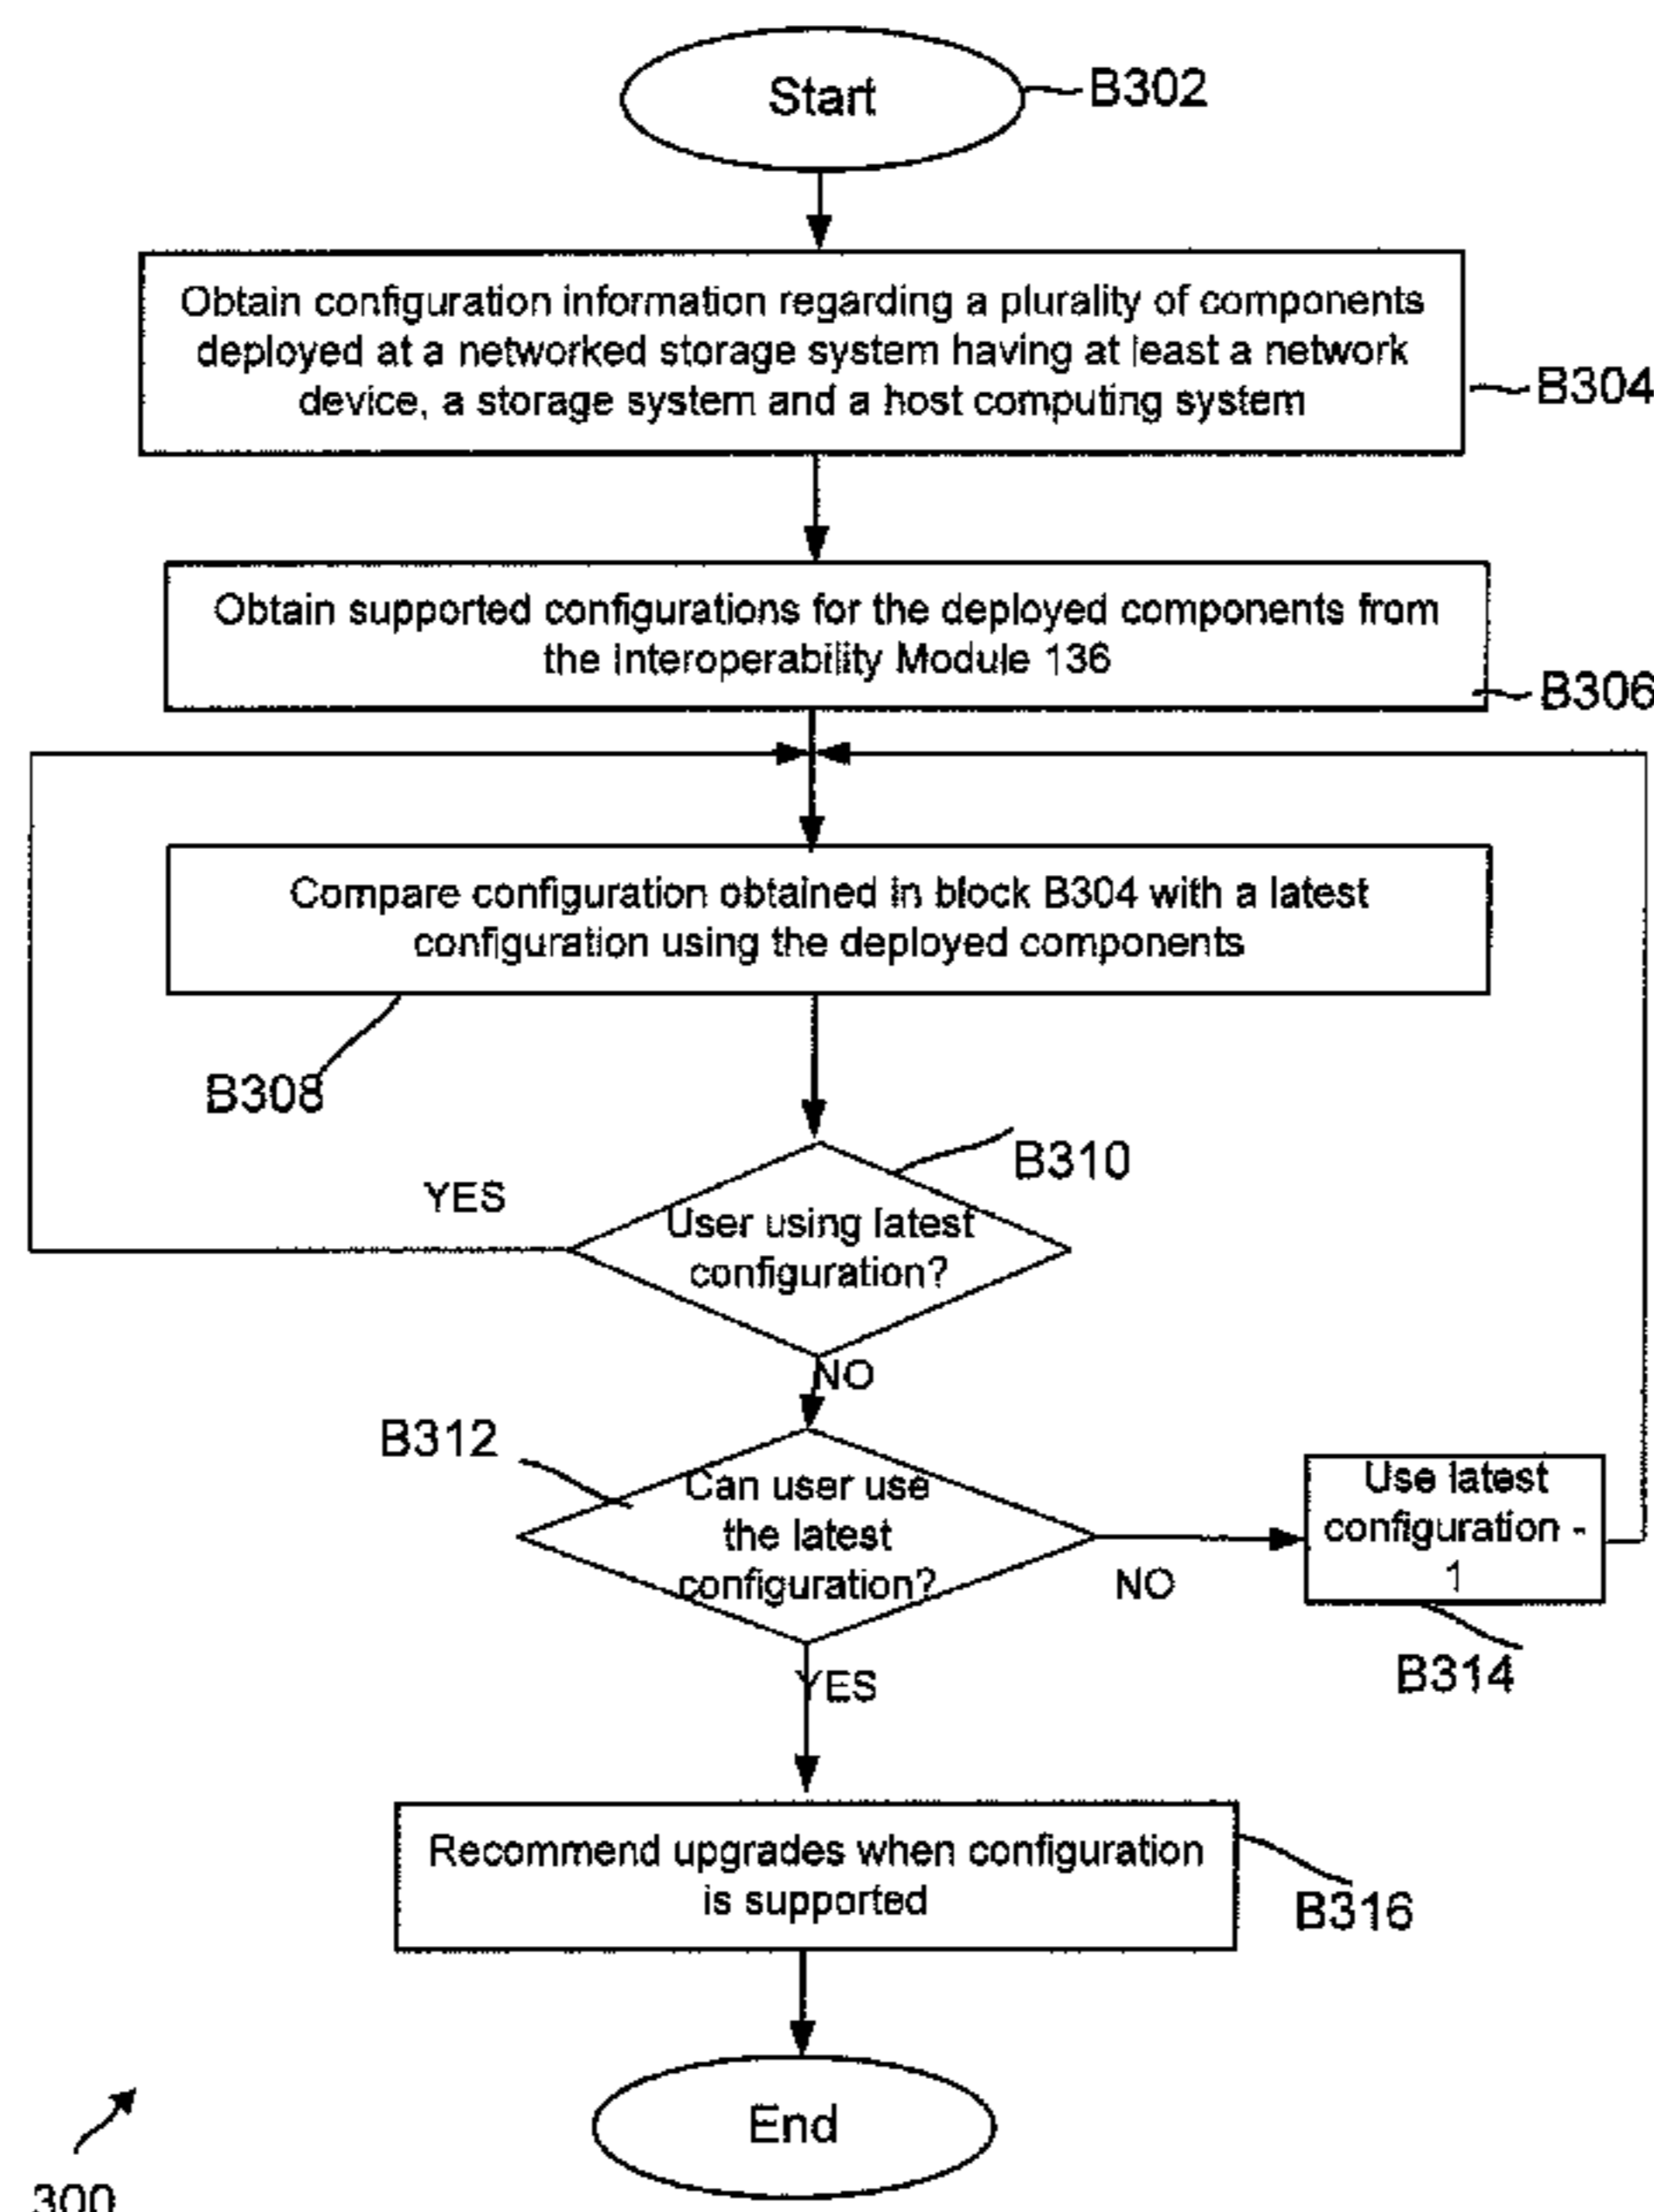 Start
B302
Obtain configuration information regarding a plurality of components
deployed at a networked storage system having at least a network
device, a storage system and a host computing system
B304
Obtain supported configurations for the deployed components from
the Interoperability Module 136
B306
Compare configuration obtained in block B304 with a latest
configuration using the deployed components
B308
B310
YES
User using latest
configuration?
NO
B312
Can user use
the latest
configuration?
NO
Use latest
configuration -
1
B314
YES
Recommend upgrades when configuration
is supported
B316
End
300